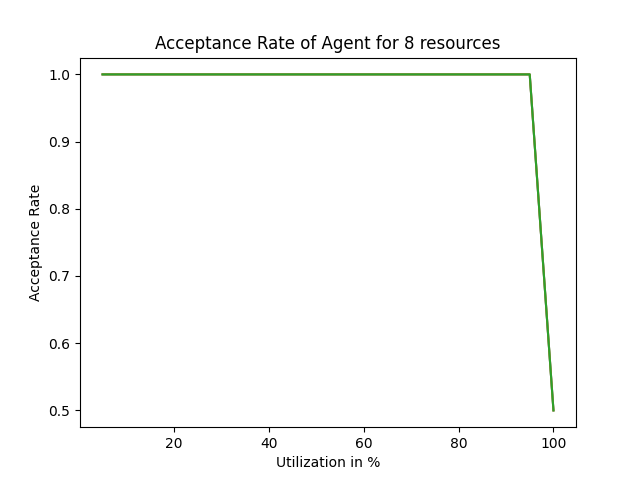 Acceptance Rate of Agent for 8 resources
1.0
0.9
0.8
0.7
0.6
0.5
Acceptance Rate
20 40 60 80 100
Utilization in %